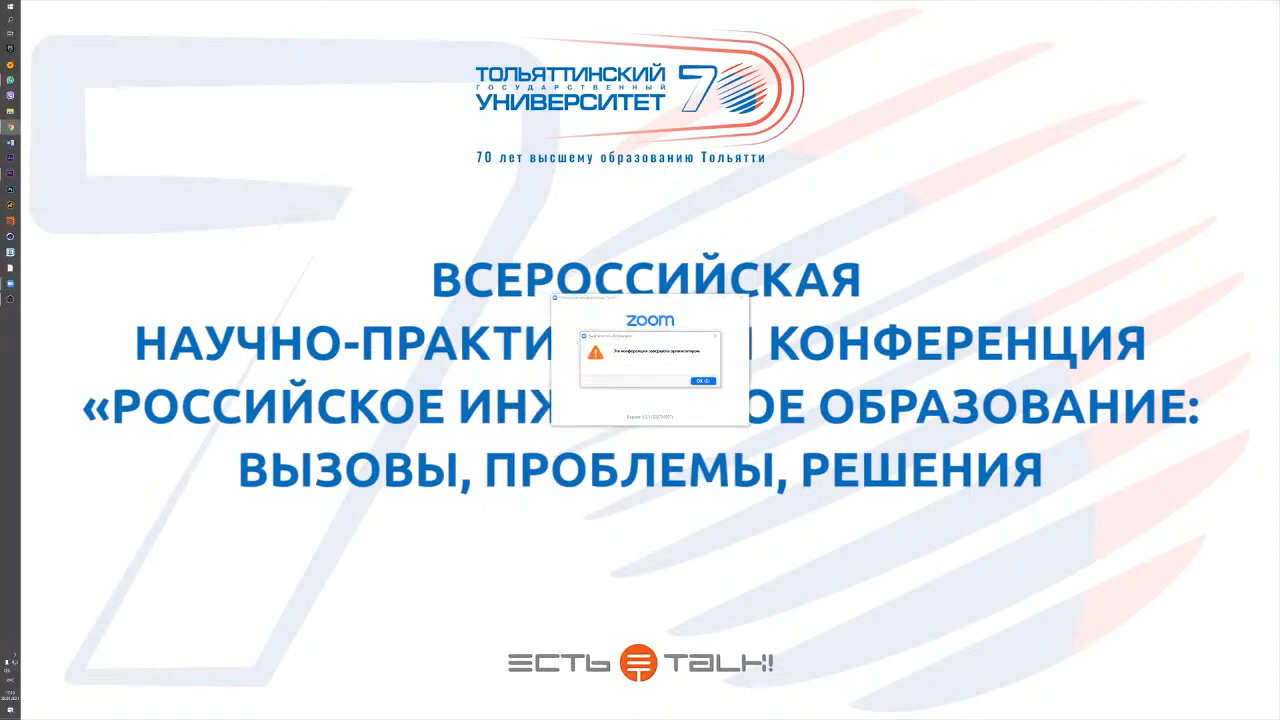 ТОЛЬЯТТИНСКИЙ
ГОСУДАРСТВЕННЫЙ
УНИВЕРСИТЕТ 70
70 лет высшему образованию Тольятти
ВСЕРОССИЙСКАЯ
НАУЧНО-ПРАКТИ КОНФЕРЕНЦИЯ
«РОССИЙСКОЕ ИНЖ ОЕ ОБРАЗОВАНИЕ:
ВЫЗОВЫ, ПРОБЛЕМЫ, РЕШЕНИЯ
zoom
Эта конференция завершена организатором
ЕСТЬ TALK!